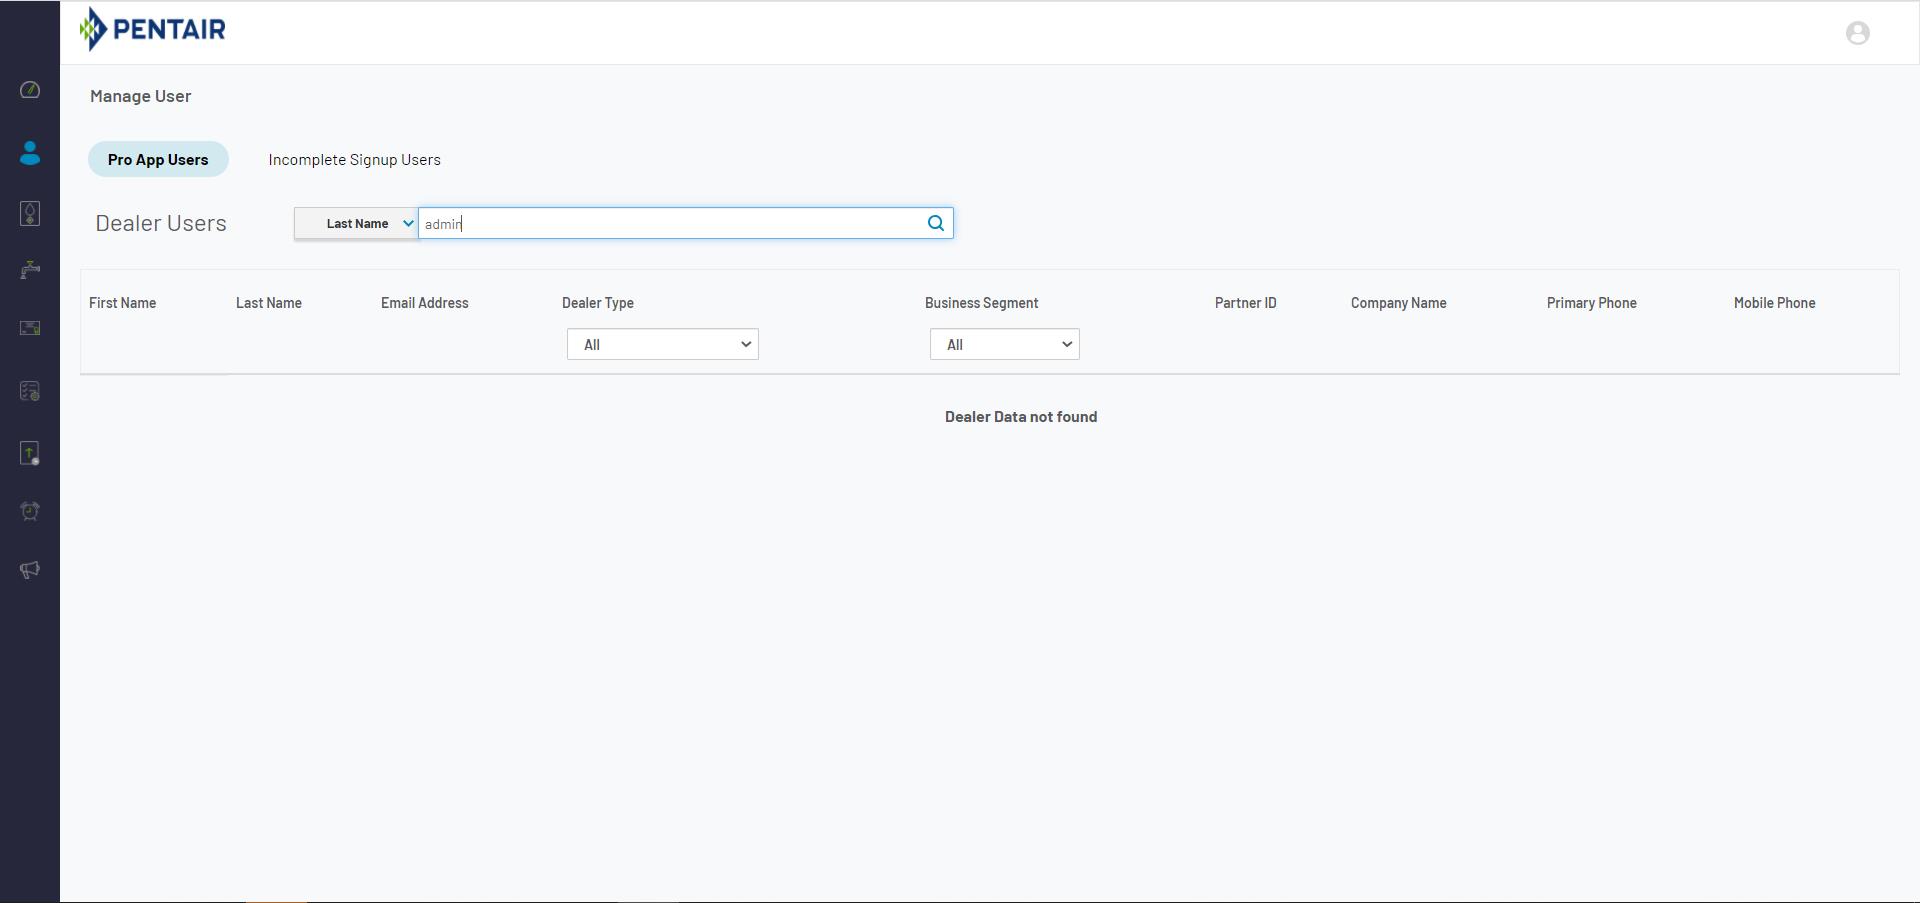 PENTAIR
Manage User
Pro App Users Incomplete Signup Users
Dealer Users Last Name admin
First Name Last Name Email Address Dealer Type Business Segment Partner ID Company Name Primary Phone Mobile Phone
All All
Dealer Data not found